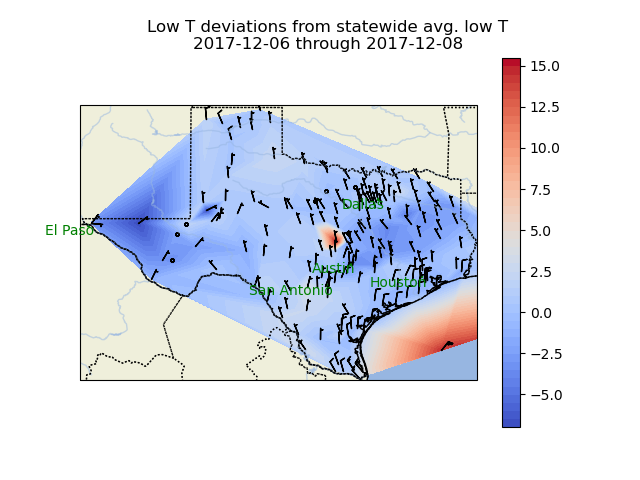 Low T deviations from statewide avg. low T
2017-12-06 through 2017-12-08
15.0
12.5
10.0
7.5
5.0
2.5
0.0
−2.5
−5.0
Dallas
El Paso
Austin
San Antonio
Houston